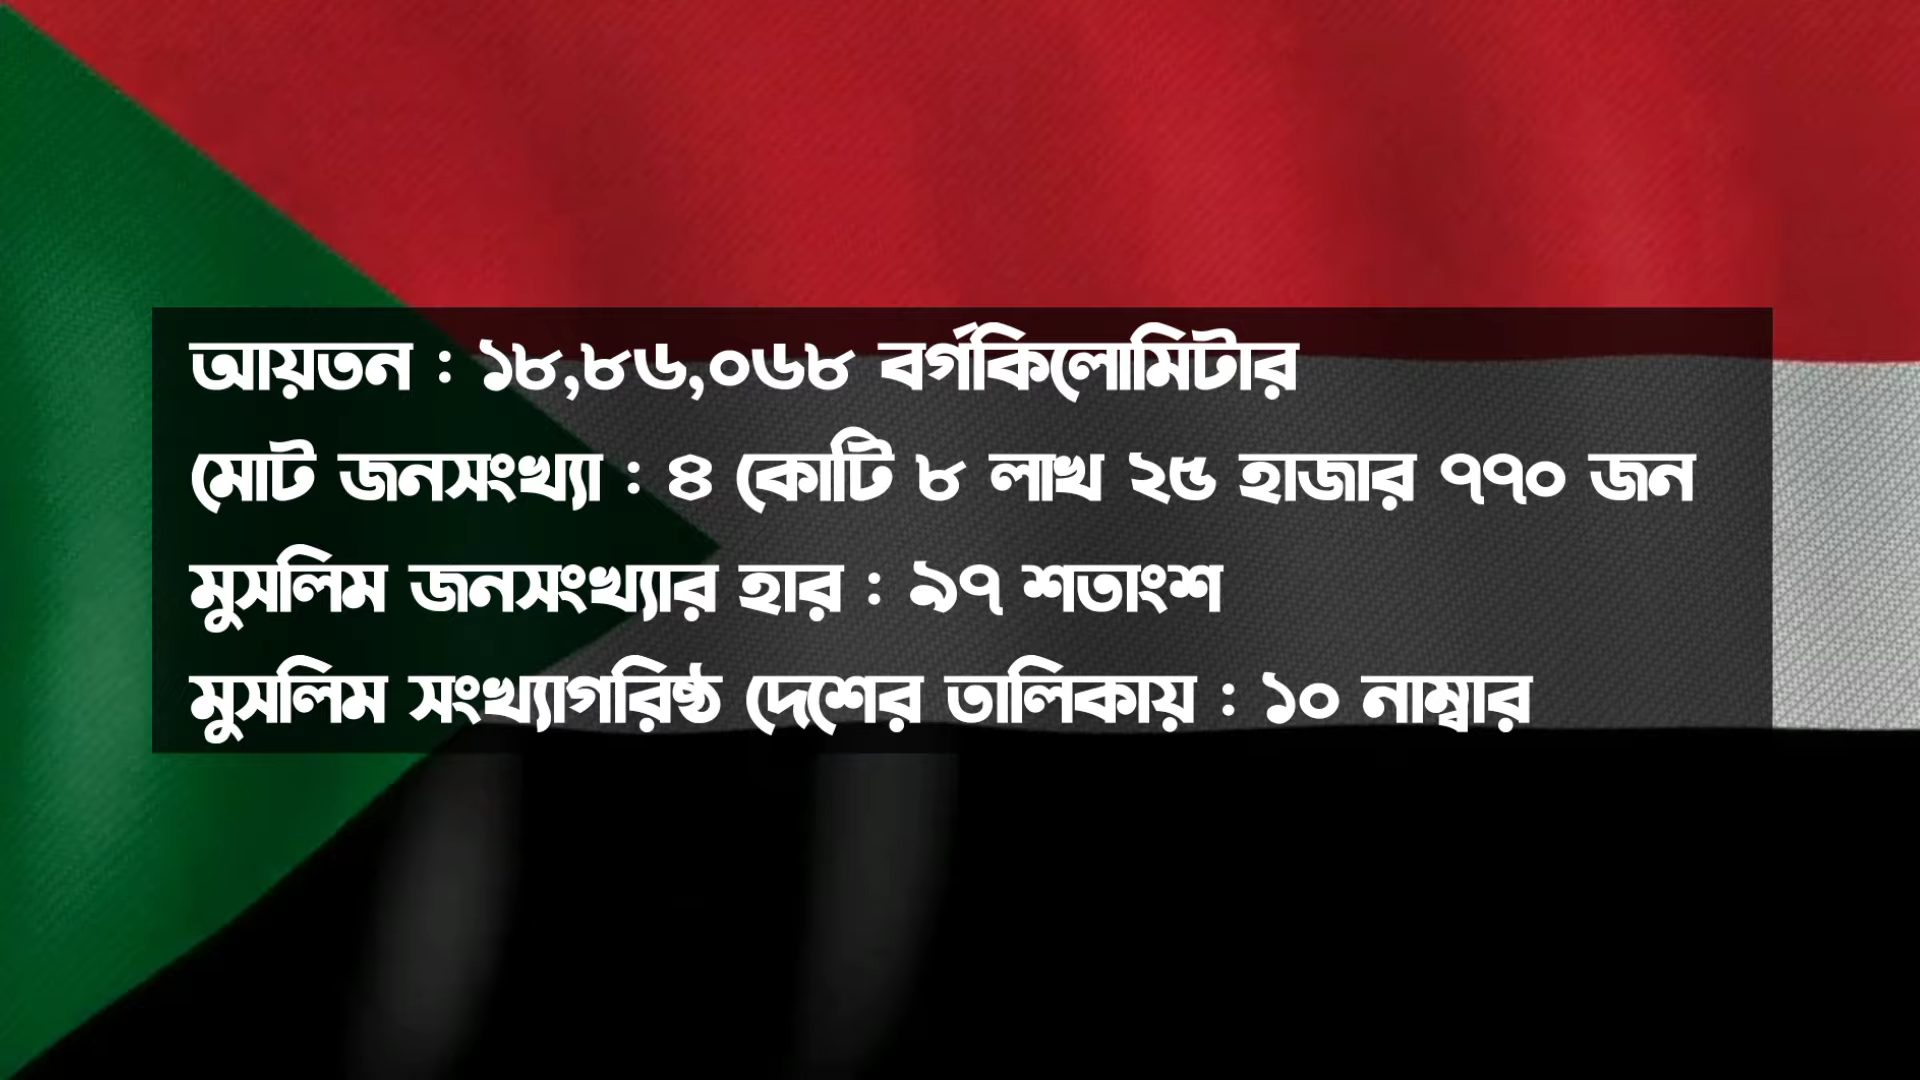 আয়তন : ১৮,৮৬,০৬৮ বর্গকিলোমিটার
মোট জনসংখ্যা : ৪ কোটি ৮ লাখ ২৫ হাজার ৭৭০ জন
মুসলিম জনসংখ্যার হার : ৯৭ শতাংশ
মুসলিম সংখ্যাগরিষ্ঠ দেশের তালিকায় : ১০ নাম্বার